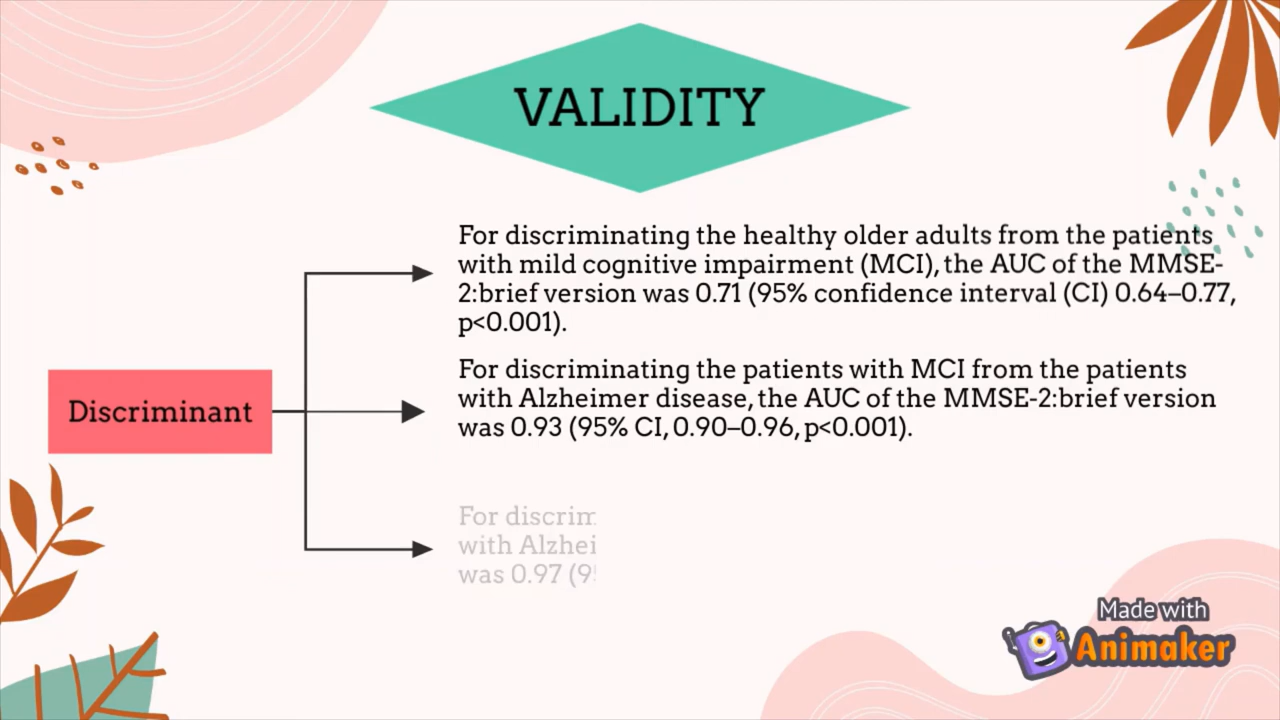 VALIDITY
For discriminating the healthy older adults from the patients
with mild cognitive impairment (MCI), the AUC of the MMSE-
2:brief version was 0.71 (95% confidence interval (CI) 0.64–0.77,
p<0.001).
For discriminating the patients with MCI from the patients
with Alzheimer disease, the AUC of the MMSE-2:brief version
was 0.93 (95% CI, 0.90–0.96, p<0.001).
Discriminant
For discrim
with Alzhei
was 0.97 (9
Made with
Animaker